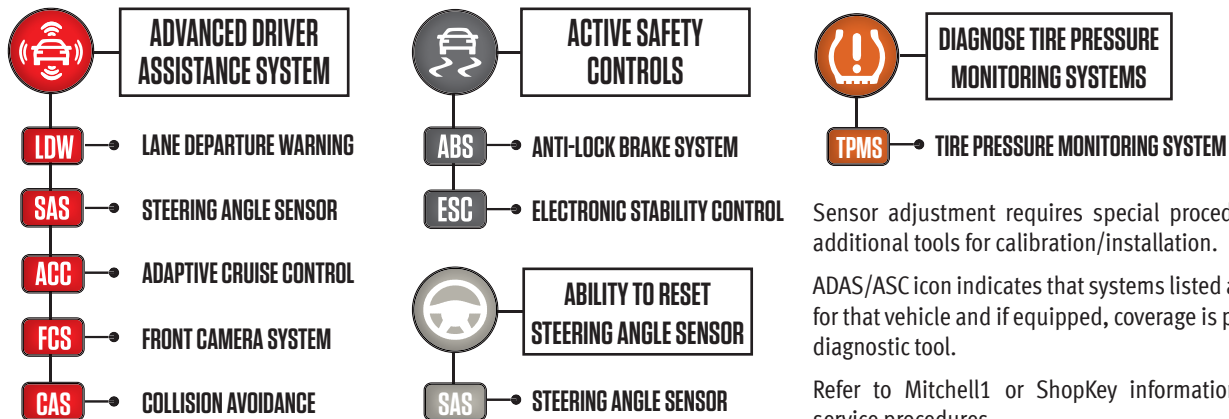 ADVANCED DRIVER
ASSISTANCE SYSTEM
LDW LANE DEPARTURE WARNING
SAS STEERING ANGLE SENSOR
ACC ADAPTIVE CRUISE CONTROL
FCS FRONT CAMERA SYSTEM
CAS COLLISION AVOIDANCE
ACTIVE SAFETY
CONTROLS
ABS ANTI-LOCK BRAKE SYSTEM
ESC ELECTRONIC STABILITY CONTROL
ABILITY TO RESET
STEERING ANGLE SENSOR
SAS STEERING ANGLE SENSOR
DIAGNOSE TIRE PRESSURE
MONITORING SYSTEMS
TPMS TIRE PRESSURE MONITORING SYSTEM
Sensor adjustment requires special
additional tools for calibration/installation.
ADAS/ASC icon indicates that systems listed
for that vehicle and if equipped, coverage is
diagnostic tool.
Refer to Mitchell1 or ShopKey
service procedures